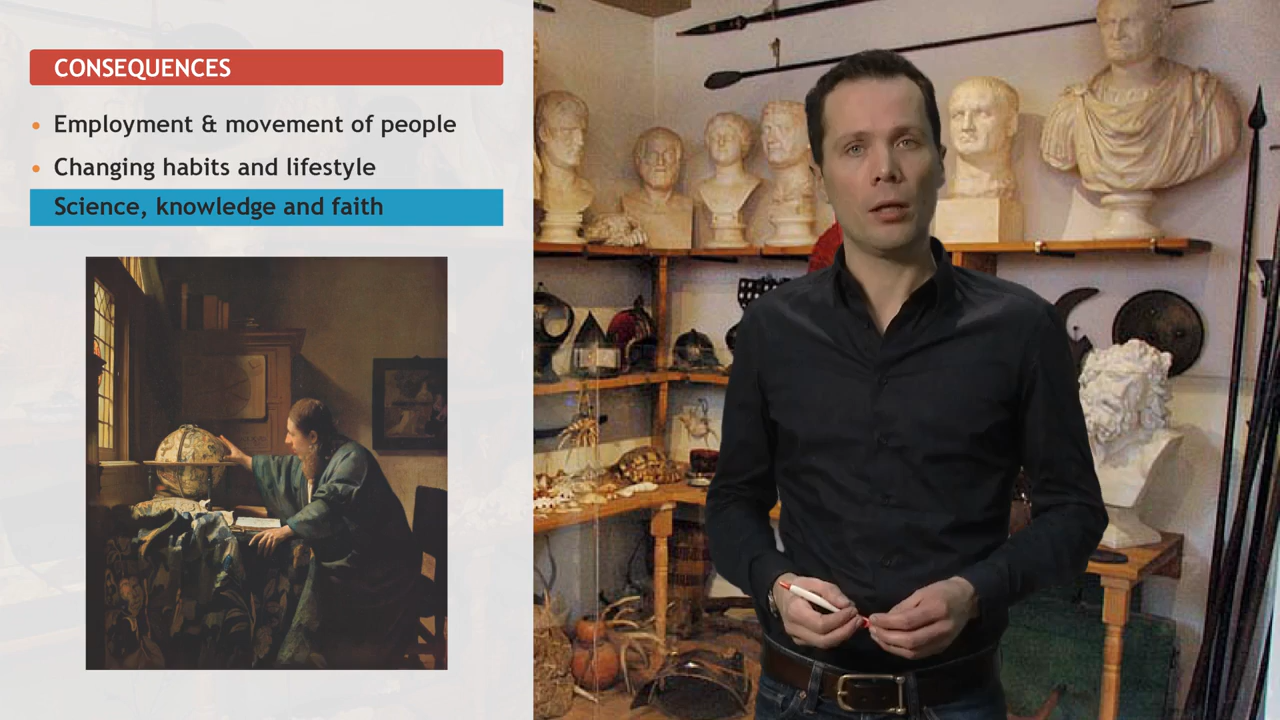 CONSEQUENCES
Employment & movement of people
Changing habits and lifestyle
Science, knowledge and faith